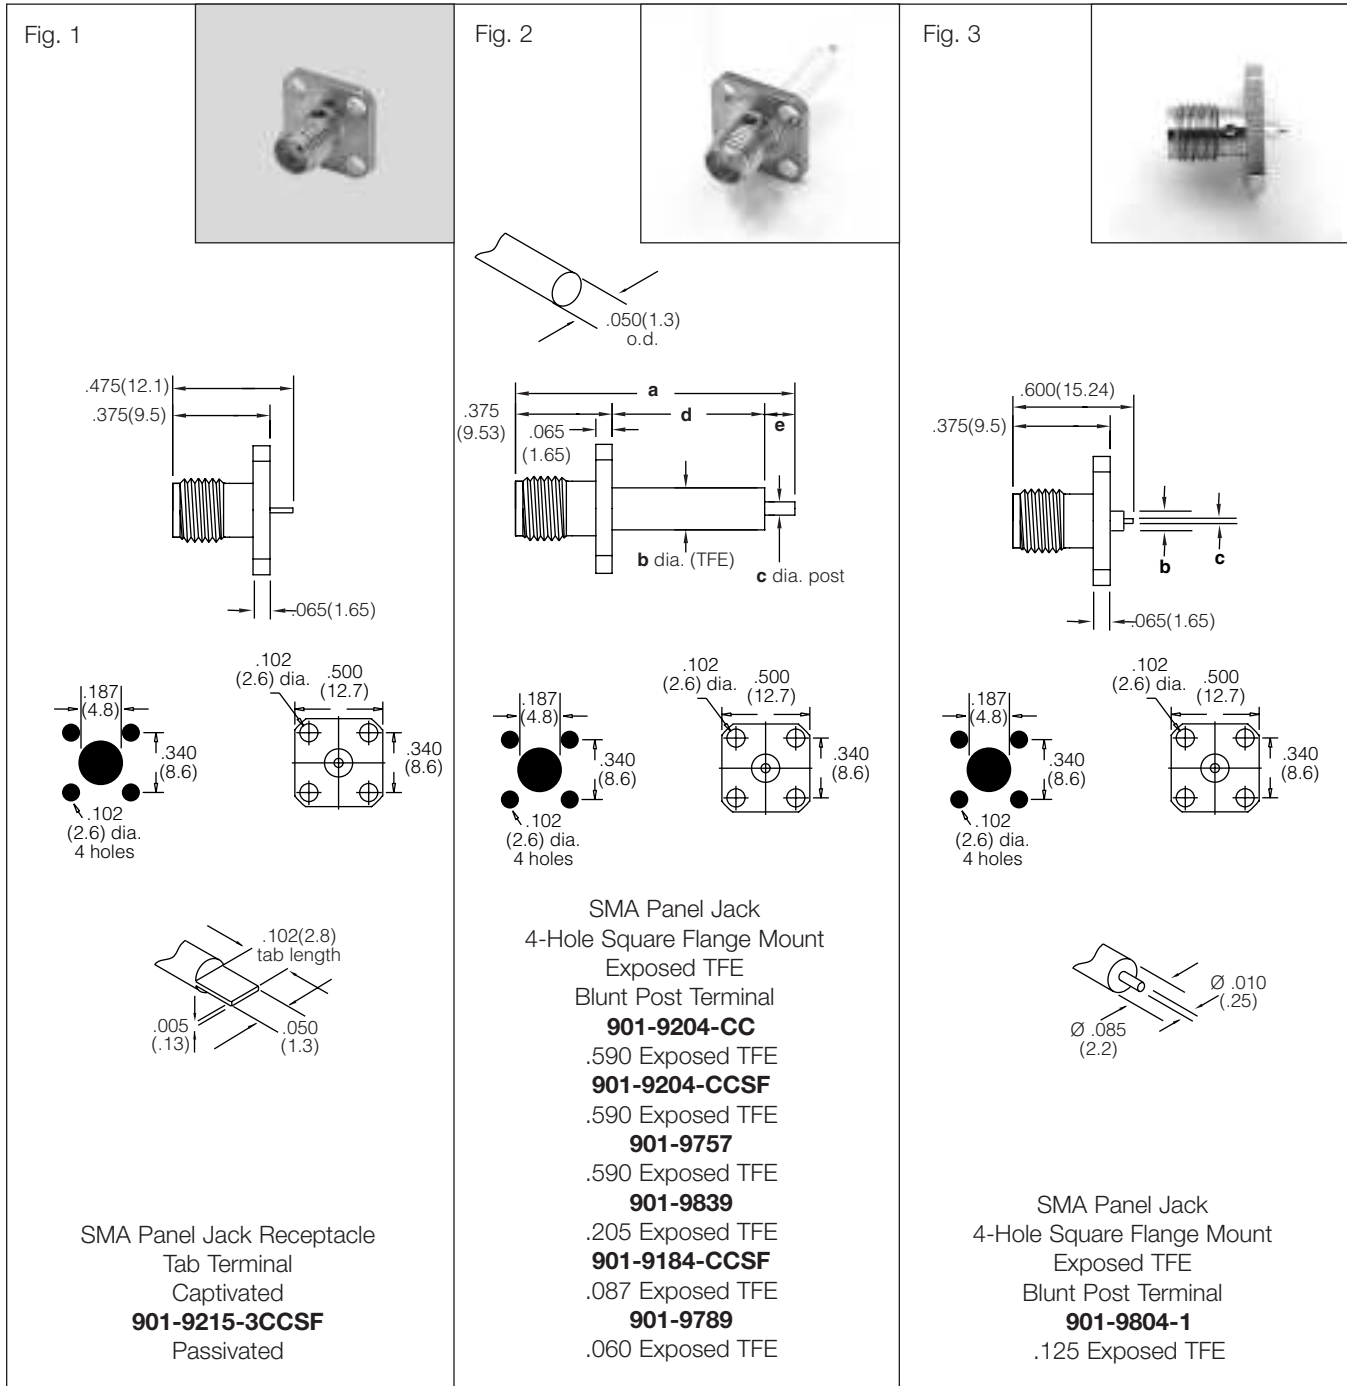 Fig. 1
.475(12.1)
.375(9.5)
.065(1.65)
.187
(4.8)
.340
(8.6)
.102
(2.6) dia.
4 holes
.102
(2.6) dia.
.500
(12.7)
.340
(8.6)
.102(2.8)
tab length
.005
(.13)
.050
(1.3)
SMA Panel Jack Receptacle
Tab Terminal
Captivated
901-9215-3CCSF
Passivated
Fig. 2
.050(1.3)
o.d.
a
.375
(9.53)
d
e
.065
(1.65)
b dia. (TFE)
c dia. post
.187
(4.8)
.340
(8.6)
.102
(2.6) dia.
4 holes
.102
(2.6) dia.
.500
(12.7)
.340
(8.6)
SMA Panel Jack
4-Hole Square Flange Mount
Exposed TFE
Blunt Post Terminal
901-9204-CC
.590 Exposed TFE
901-9204-CCSF
.590 Exposed TFE
901-9757
.590 Exposed TFE
901-9839
.205 Exposed TFE
901-9184-CCSF
.087 Exposed TFE
901-9789
.060 Exposed TFE
Fig. 3
.600(15.24)
.375(9.5)
b
c
.065(1.65)
.187
(4.8)
.340
(8.6)
.102
(2.6) dia.
4 holes
.102
(2.6) dia.
.500
(12.7)
.340
(8.6)
Ø .010
(.25)
Ø .085
(2.2)
SMA Panel Jack
4-Hole Square Flange Mount
Exposed TFE
Blunt Post Terminal
901-9804-1
.125 Exposed TFE